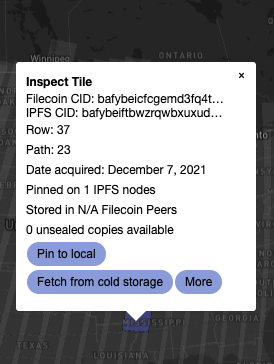 Winnipeg
ONTARIO
×
Inspect Tile
Filecoin CID: bafybeicfcgemd3fq4t...
IPFS CID: bafybeiftbwzrqwbxuxud...
Row: 37
Path: 23
Date acquired: December 7, 2021
Pinned on 1 IPFS nodes
Stored in N/A Filecoin Peers
0 unsealed copies available
Pin to local
Fetch from cold storage
More
MISSISSIPPI
GEORGIA
TEXAS
LOUISIANA